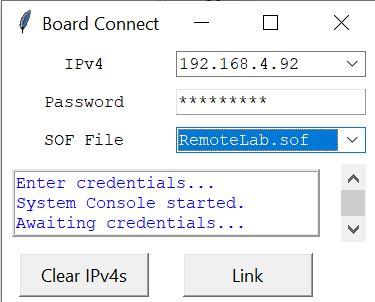 Board Connect
IPv4 192.168.4.92
Password *********
SOF File RemoteLab.sof
Enter credentials...
System Console started.
Awaiting credentials...
Clear IPv4s Link